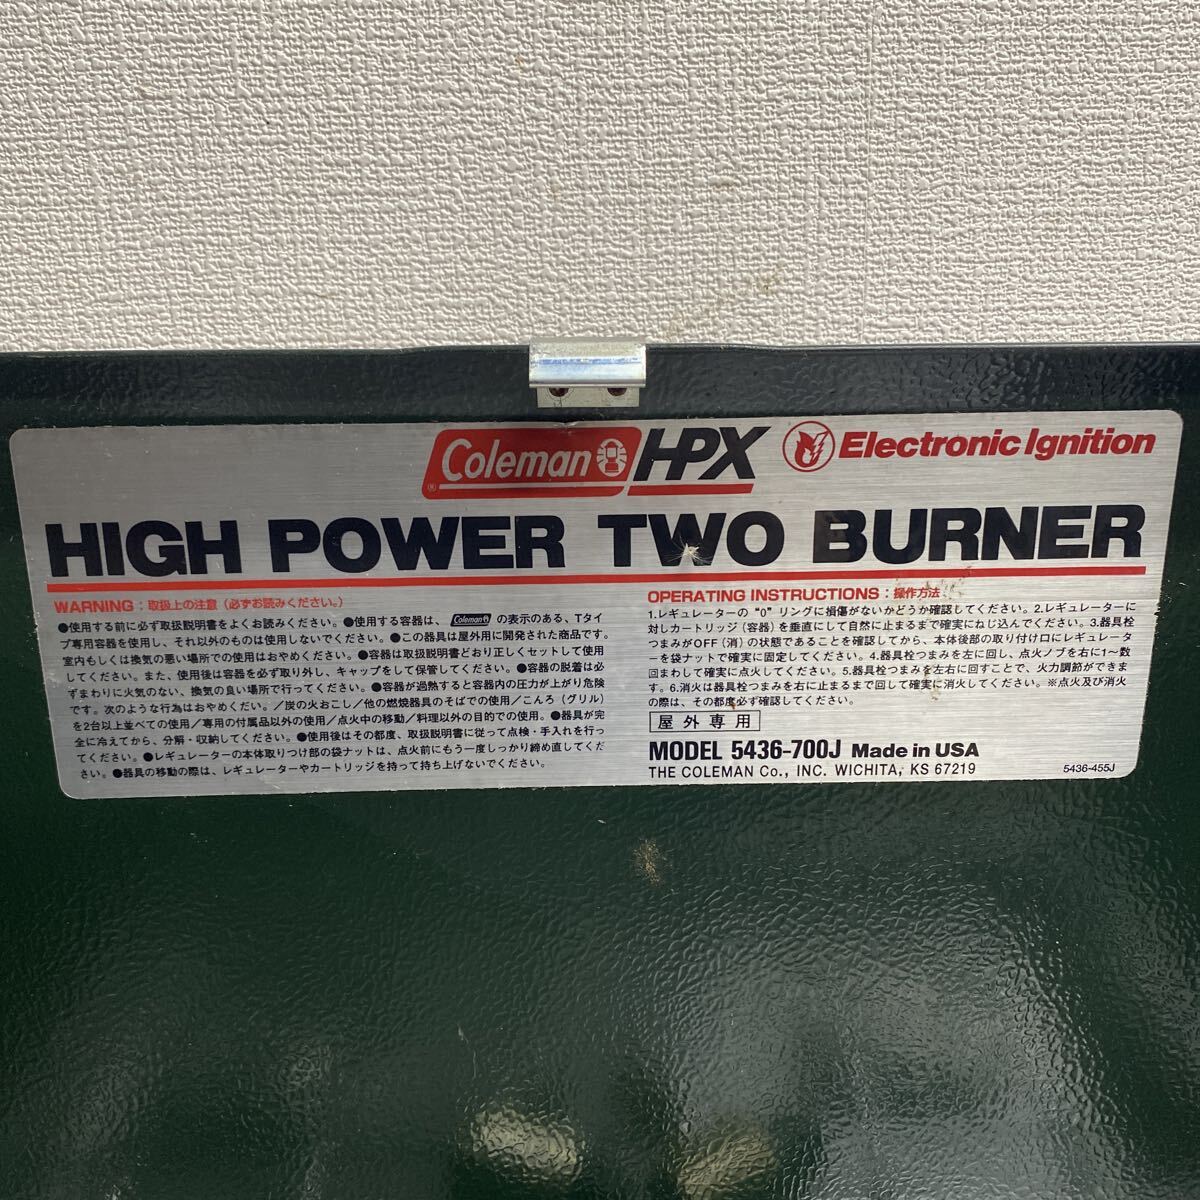 Coleman HPX
®
Electronic Ignition
HIGH POWER TWO BURNER
WARNING : 取扱上の注意 (必ずお読みください。)
●使用する前に必ず取扱説明書をよくお読みください。●使用する容器は、Coleman の表示のある、Tタイ
プ専用容器を使用し、それ以外のものは使用しないでください。●この器具は屋外用に開発された商品です。
室内もしくは換気の悪い場所での使用はおやめください。●容器は取扱説明書どおり正しくセットして使用
してください。また、使用後は容器を必ず取り外し、キャップをして保管してください。●容器の脱着は必
ずまわりに火気のない、換気の良い場所で行ってください。●容器が過熱すると容器内の圧力が上がり危険
です。次のような行為はおやめください。/炭の火おこし/他の燃焼器具のそばでの使用/こんろ(グリル)
を2台以上並べての使用/専用の付属品以外の使用/点火中の移動/料理以外の目的での使用。●器具が完
全に冷えてから、分解・収納してください。●使用後はその都度、取扱説明書に従って点検・手入れを行っ
てください。●レギュレーターの本体取りつけ部の袋ナットは、点火前にもう一度しっかり締め直してくだ
さい。●器具の移動の際は、レギュレーターやカートリッジを持って持ち上げないでください。
OPERATING INSTRUCTIONS : 操作方法
1.レギュレーターの "0" リングに損傷がないかどうか確認してください。2.レギュレーターに
対しカートリッジ(容器)を垂直にして自然に止まるまで確実にねじ込んでください。3.器具栓
つまみがOFF(消)の状態であることを確認してから、本体後部の取り付け口にレギュレータ
ーを袋ナットで確実に固定してください。4.器具栓つまみを左に回し、点火ノブを右に1〜数
回まわして確実に点火してください。5.器具栓つまみを左右に回すことで、火力調節ができま
す。6.消火は器具栓つまみを右に止まるまで回して確実に消火してください。※点火及び消火
の際は、その都度必ず確認してください。
屋外専用
MODEL 5436-700J Made in USA
THE COLEMAN Co., INC. WICHITA, KS 67219
5436-455J